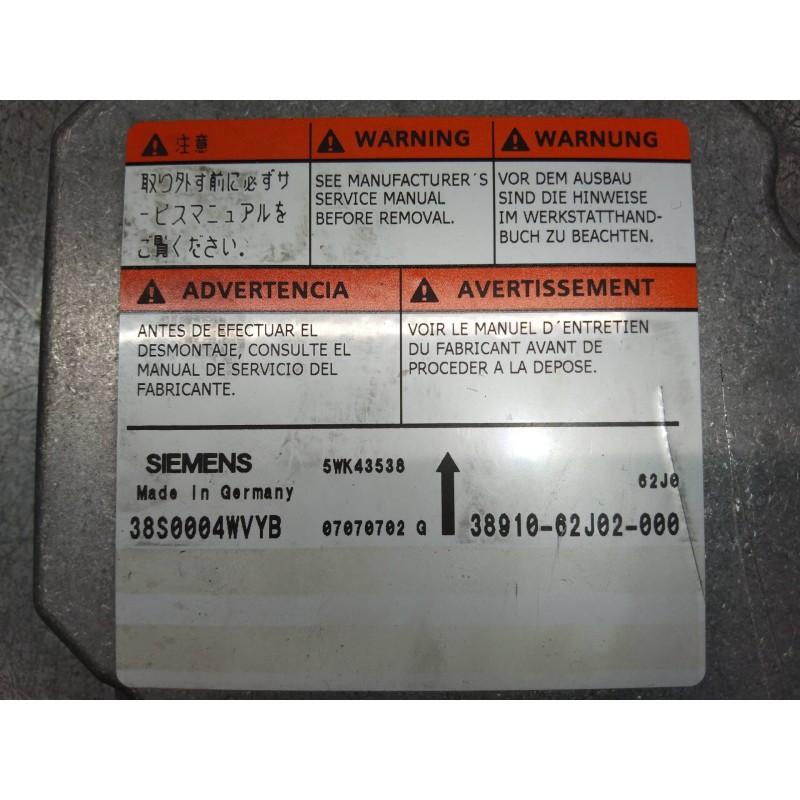 注意
取り外す前に必ずサ
ービスマニュアルを
ご覧ください.
WARNING
SEE MANUFACTURER´S
SERVICE MANUAL
BEFORE REMOVAL.
WARNUNG
VOR DEM AUSBAU
SIND DIE HINWEISE
IM WERKSTATTHAND-
BUCH ZU BEACHTEN.
ADVERTENCIA
ANTES DE EFECTUAR EL
DESMONTAJE, CONSULTE EL
MANUAL DE SERVICIO DEL
FABRICANTE.
AVERTISSEMENT
VOIR LE MANUEL D´ENTRETIEN
DU FABRICANT AVANT DE
PROCEDER A LA DEPOSE.
SIEMENS 5WK43538
62J0
Made in Germany
38S0004WVYB 07070702 G 38910-62J02-000